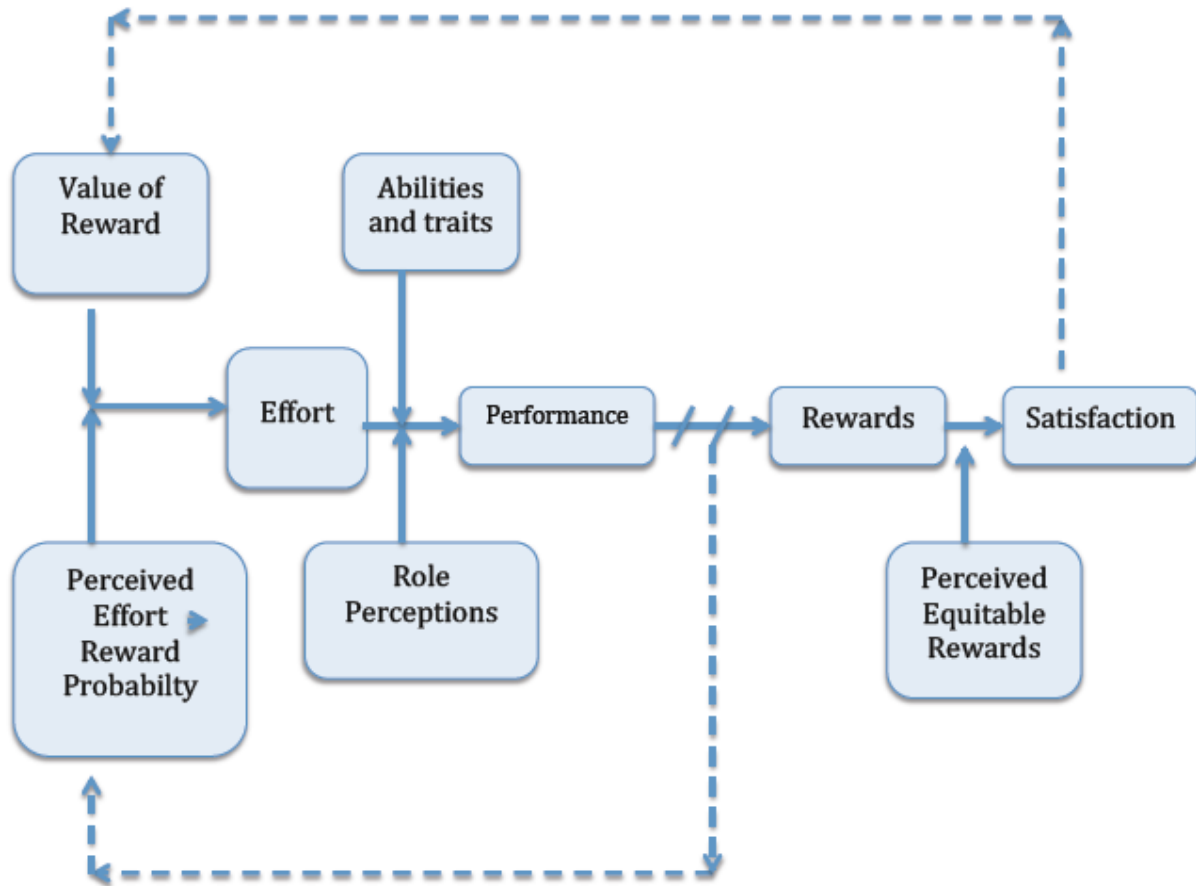 Value of
Reward
Abilities
and traits
Effort
Performance
Rewards
Satisfaction
Perceived
Effort
Reward
Probabilty
Role
Perceptions
Perceived
Equitable
Rewards